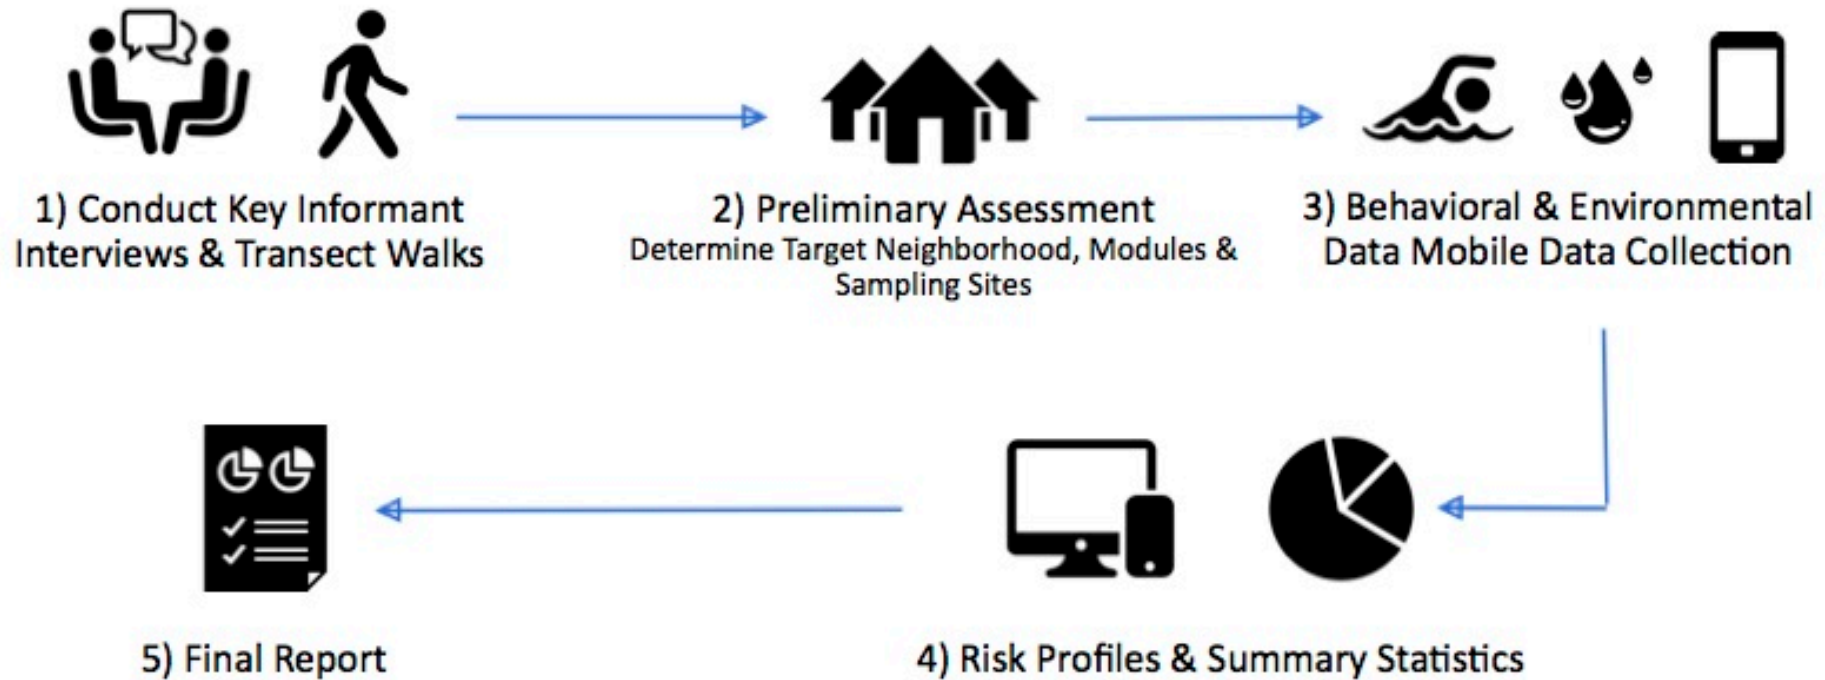 1) Conduct Key Informant
Interviews & Transect Walks
2) Preliminary Assessment
Determine Target Neighborhood, Modules &
Sampling Sites
3) Behavioral & Environmental
Data Mobile Data Collection
4) Risk Profiles & Summary Statistics
5) Final Report